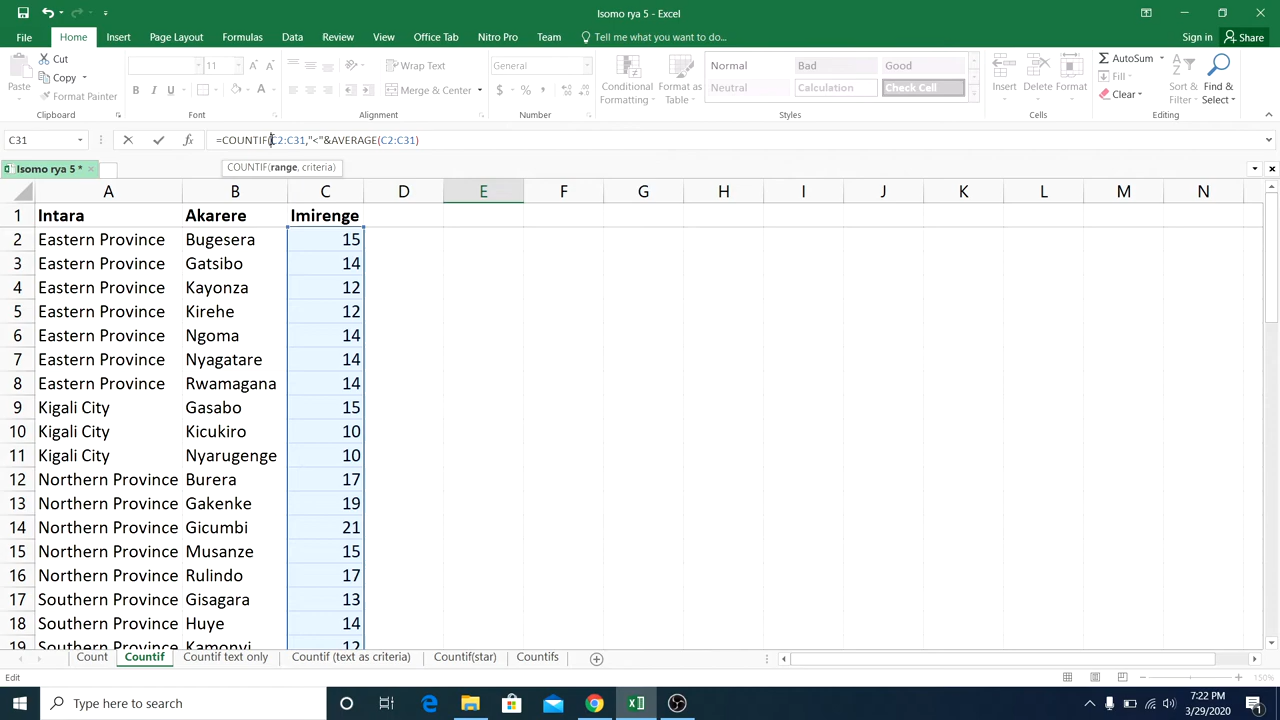 Isomo rya 5 - Excel
File Home Insert Page Layout Formulas Data Review View Office Tab Nitro Pro Team Tell me what you want to do... Sign in Share
Paste Cut Copy Format Painter
Clipboard
11
B I U A
Font
Wrap Text
Merge & Center
Alignment
General
$ % ,
Number
Conditional Formatting
Format as Table
Normal Bad Good
Neutral Calculation Check Cell
Styles
Insert Delete Format
Cells
AutoSum
Fill
Clear
Sort & Filter
Find & Select
Editing
C31 fx =COUNTIF(C2:C31,"<"&AVERAGE(C2:C31)
Isomo rya 5 *
COUNTIF(range, criteria)
A B C D E F G H I J K L M N
1 Intara Akarere Imirenge
2 Eastern Province Bugesera 15
3 Eastern Province Gatsibo 14
4 Eastern Province Kayonza 12
5 Eastern Province Kirehe 12
6 Eastern Province Ngoma 14
7 Eastern Province Nyagatare 14
8 Eastern Province Rwamagana 14
9 Kigali City Gasabo 15
10 Kigali City Kicukiro 10
11 Kigali City Nyarugenge 10
12 Northern Province Burera 17
13 Northern Province Gakenke 19
14 Northern Province Gicumbi 21
15 Northern Province Musanze 15
16 Northern Province Rulindo 17
17 Southern Province Gisagara 13
18 Southern Province Huye 14
19 Southern Province Kamonyi 12
Count Countif Countif text only Countif (text as criteria) Countif(star) Countifs
Edit 150%
Type here to search
7:22 PM
3/29/2020